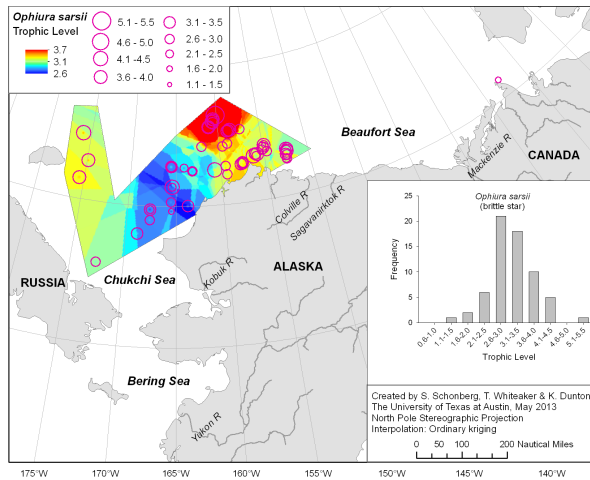 Ophiura sarsii
Trophic Level
3.7
3.1
2.6
5.1 - 5.5
4.6 - 5.0
4.1 -4.5
3.6 - 4.0
3.1 - 3.5
2.6 - 3.0
2.1 - 2.5
1.6 - 2.0
1.1 - 1.5
Beaufort Sea
Mackenzie R
CANADA
Colville R
Sagavanirktok R
RUSSIA
Chukchi Sea
Kobuk R
ALASKA
Bering Sea
Yukon R
Ophiura sarsii
(brittle star)
Frequency
25
20
15
10
5
0
0.6-1.0
1.1-1.5
1.6-2.0
2.1-2.5
2.6-3.0
3.1-3.5
3.6-4.0
4.1-4.5
4.6-5.0
5.1-5.5
Trophic Level
Created by S. Schonberg, T. Whiteaker & K. Dunton
The University of Texas at Austin, May 2013
North Pole Stereographic Projection
Interpolation: Ordinary kriging
0 50 100 200 Nautical Miles
175°W 170°W 165°W 160°W 155°W 150°W 145°W 140°W